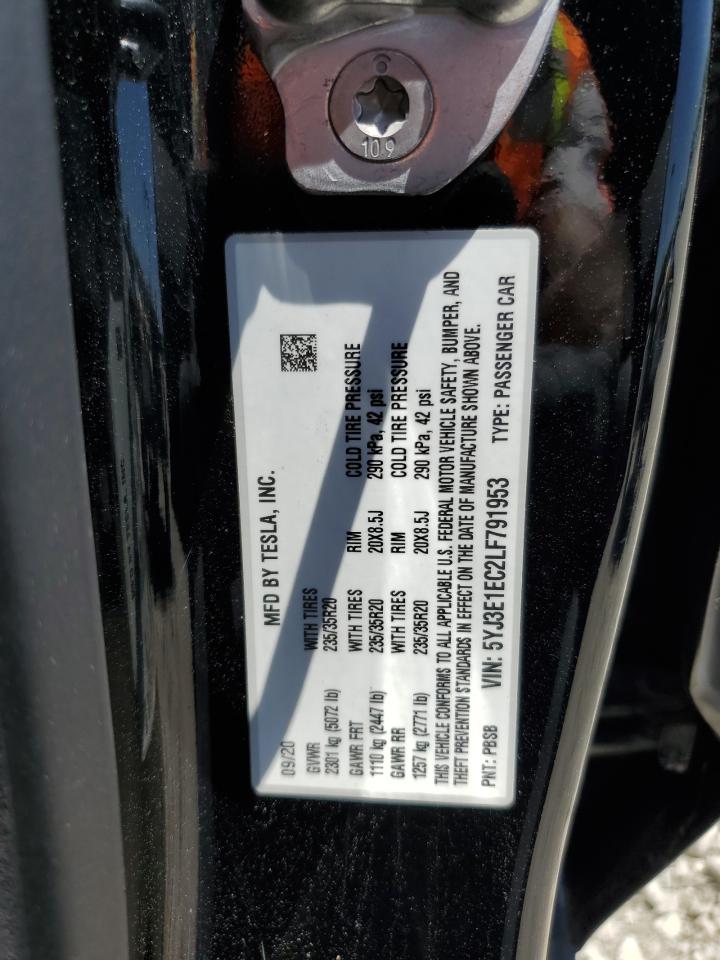 10.9
MFD BY TESLA, INC.
09/20
GVWR WITH TIRES
2301 kg (5072 lb) 235/35R20
GAWR FRT WITH TIRES RIM COLD TIRE PRESSURE
1110 kg (2447 lb) 235/35R20 20X8.5J 290 kPa, 42 psi
GAWR RR WITH TIRES RIM COLD TIRE PRESSURE
1257 kg (2771 lb) 235/35R20 20X8.5J 290 kPa, 42 psi
THIS VEHICLE CONFORMS TO ALL APPLICABLE U.S. FEDERAL MOTOR VEHICLE SAFETY, BUMPER, AND
THEFT PREVENTION STANDARDS IN EFFECT ON THE DATE OF MANUFACTURE SHOWN ABOVE.
PNT: PBSB VIN: 5YJ3E1EC2LF791953 TYPE: PASSENGER CAR